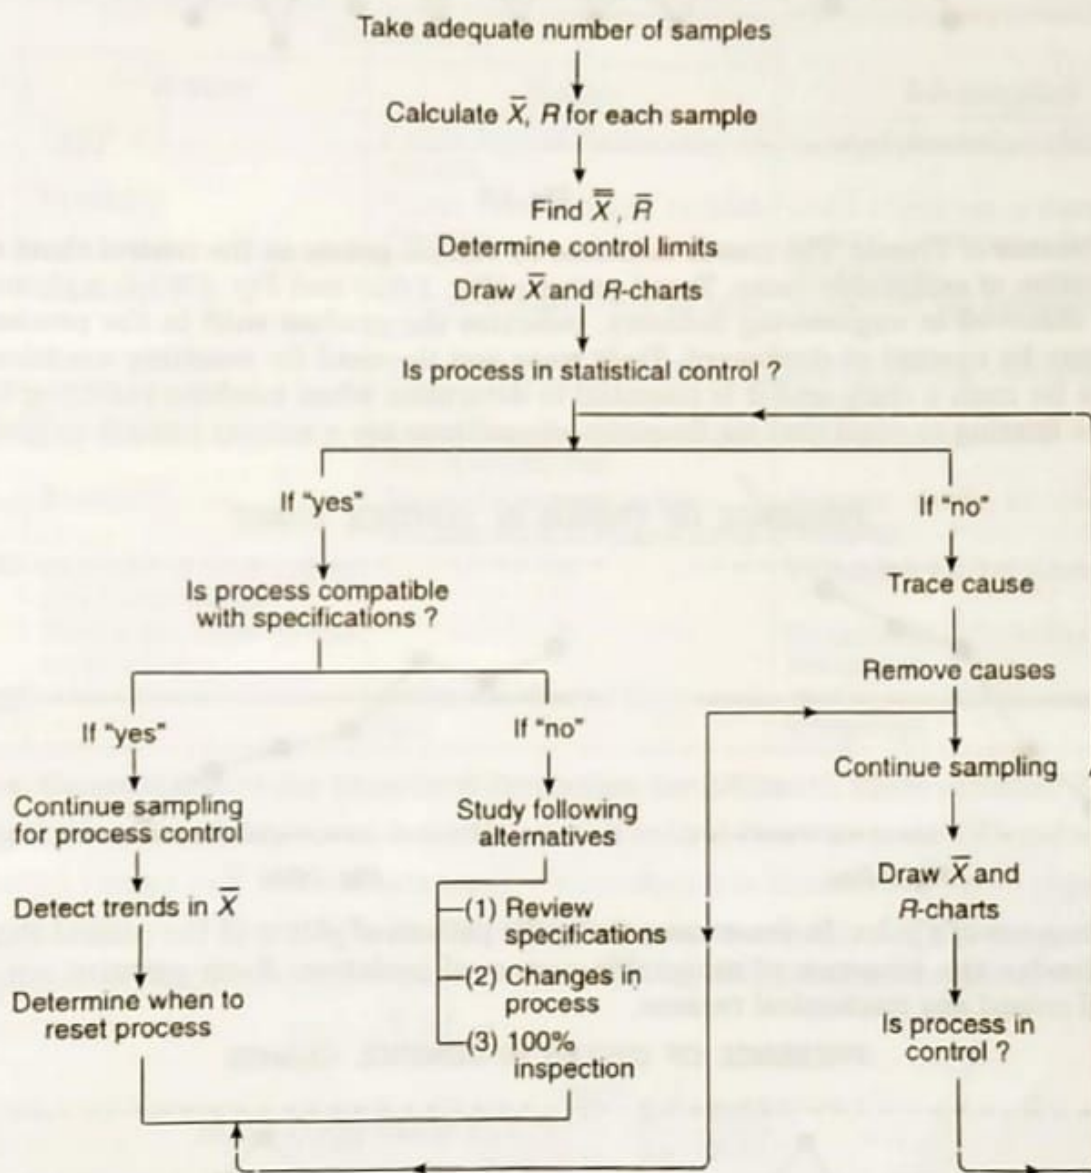 Take adequate number of samples
Calculate X̅, R for each sample
Find X̿, R̅
Determine control limits
Draw X̅ and R-charts
Is process in statistical control ?
If "yes"
If "no"
Is process compatible
with specifications ?
Trace cause
Remove causes
If "yes"
If "no"
Continue sampling
for process control
Study following
alternatives
Continue sampling
Detect trends in X̅
(1) Review
specifications
Draw X̅ and
R-charts
Determine when to
reset process
(2) Changes in
process
(3) 100%
inspection
Is process in
control ?